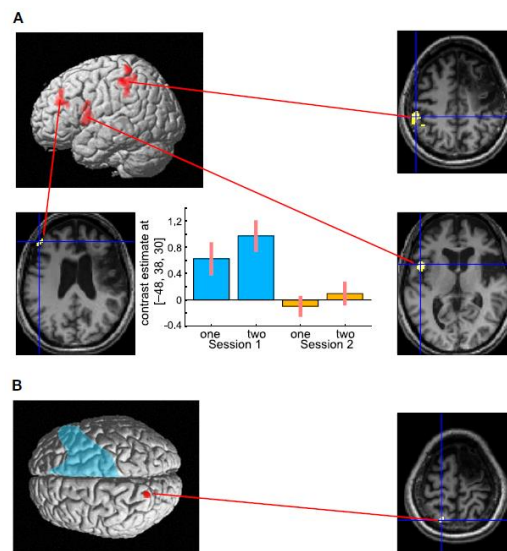 A
contrast estimate at
[-48, 38, 30]
1,2
0.8
0.4
0
-0.4
one two one two
Session 1 Session 2
B